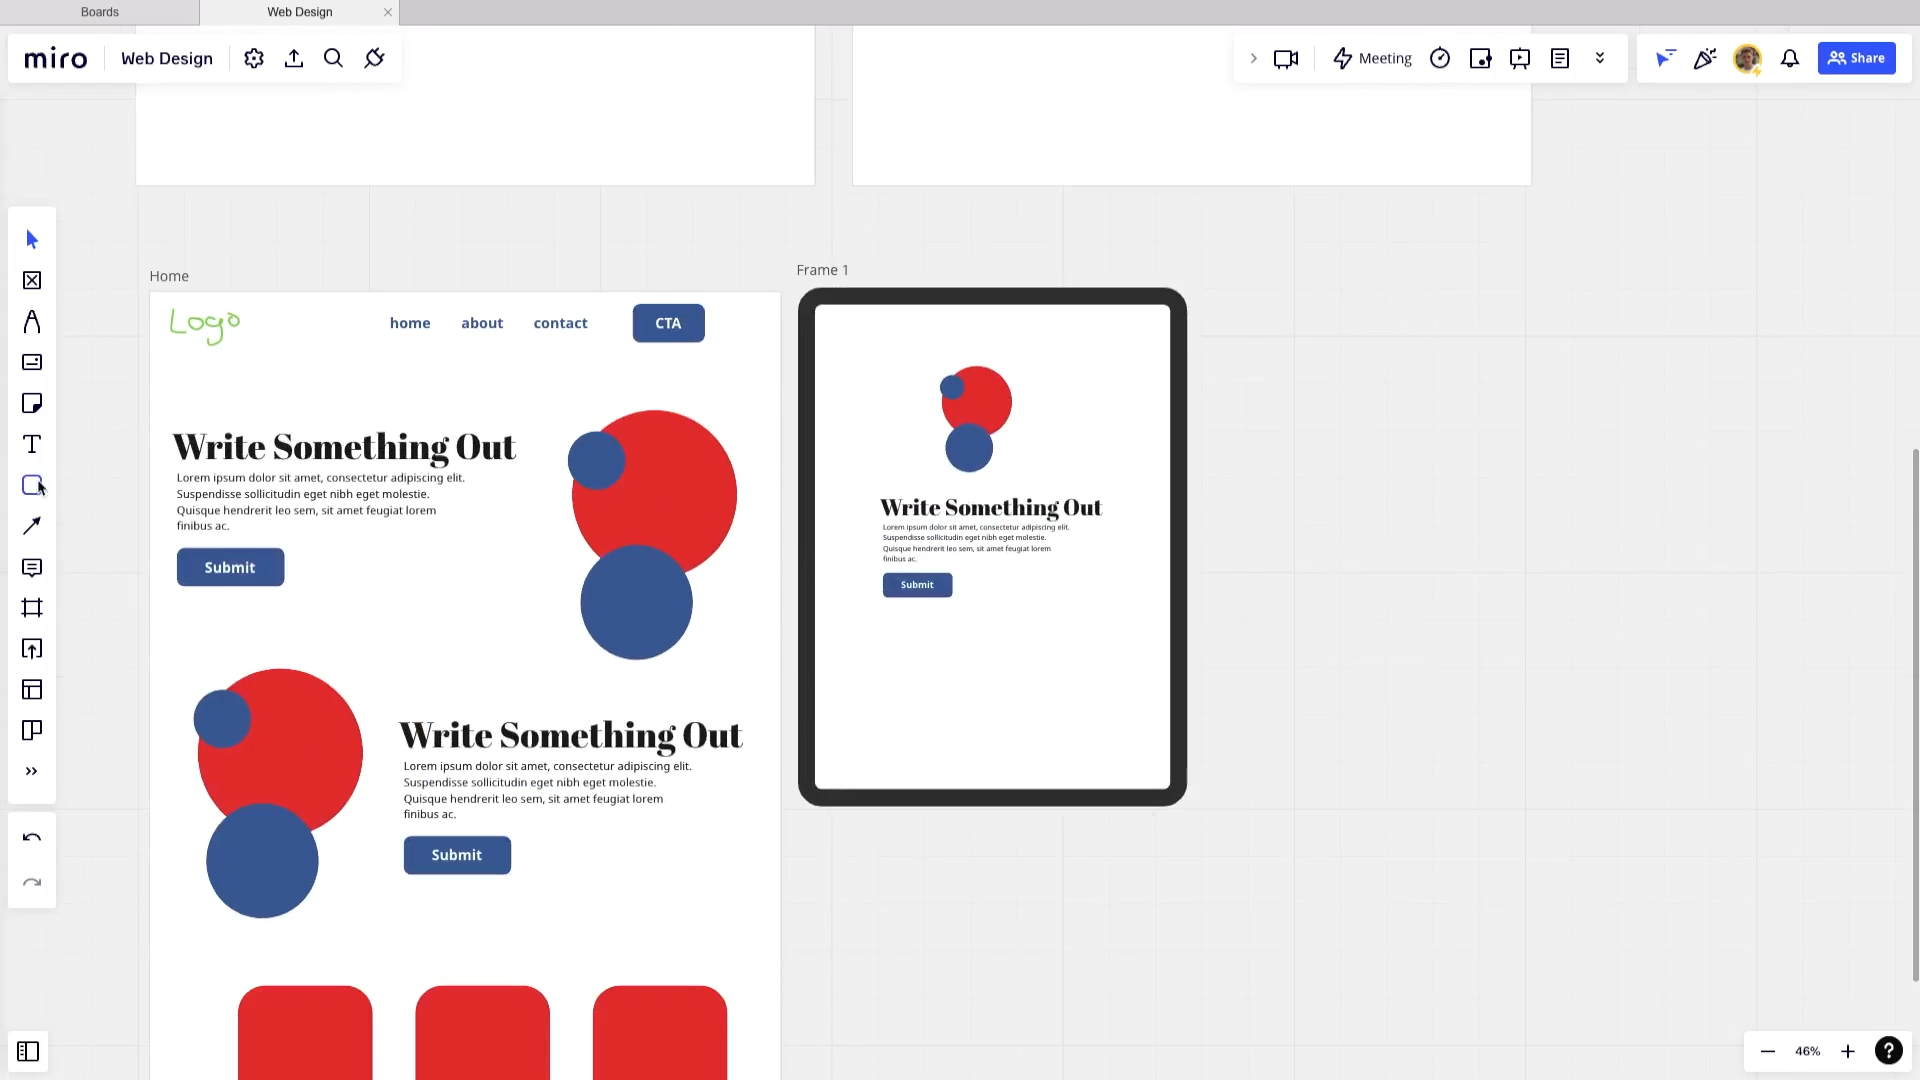 Boards
Web Design
miro
Web Design
Meeting
Share
Home
Frame 1
Logo
home
about
contact
CTA
Write Something Out
Lorem ipsum dolor sit amet, consectetur adipiscing elit.
Suspendisse sollicitudin eget nibh eget molestie.
Quisque hendrerit leo sem, sit amet feugiat lorem
finibus ac.
Submit
Write Something Out
Lorem ipsum dolor sit amet, consectetur adipiscing elit.
Suspendisse sollicitudin eget nibh eget molestie.
Quisque hendrerit leo sem, sit amet feugiat lorem
finibus ac.
Submit
Write Something Out
Lorem ipsum dolor sit amet, consectetur adipiscing elit.
Suspendisse sollicitudin eget nibh eget molestie.
Quisque hendrerit leo sem, sit amet feugiat lorem
finibus ac.
Submit
46%